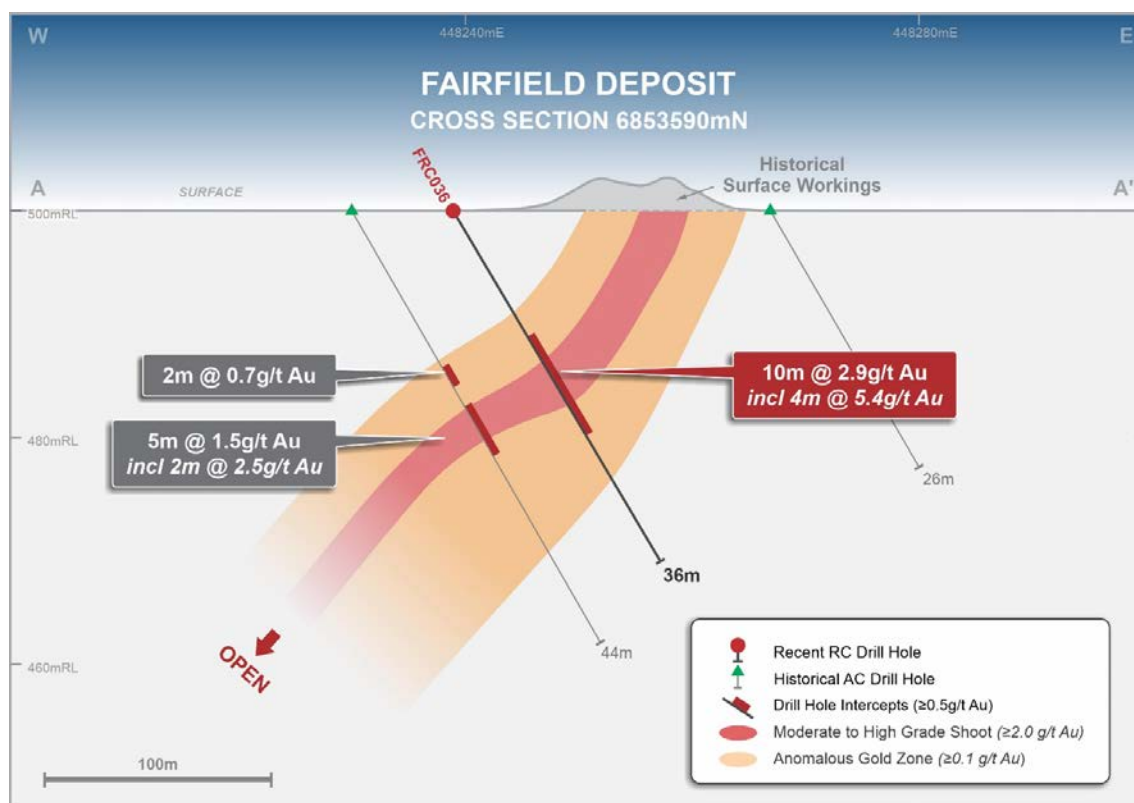 W
448240mE
448280mE
E
FAIRFIELD DEPOSIT
CROSS SECTION 6853590mN
FRC036
Historical
Surface Workings
A
SURFACE
A'
500mRL
2m @ 0.7g/t Au
10m @ 2.9g/t Au
incl 4m @ 5.4g/t Au
5m @ 1.5g/t Au
incl 2m @ 2.5g/t Au
480mRL
26m
36m
44m
OPEN
460mRL
100m
Recent RC Drill Hole
Historical AC Drill Hole
Drill Hole Intercepts (≥0.5g/t Au)
Moderate to High Grade Shoot (≥2.0 g/t Au)
Anomalous Gold Zone (≥0.1 g/t Au)